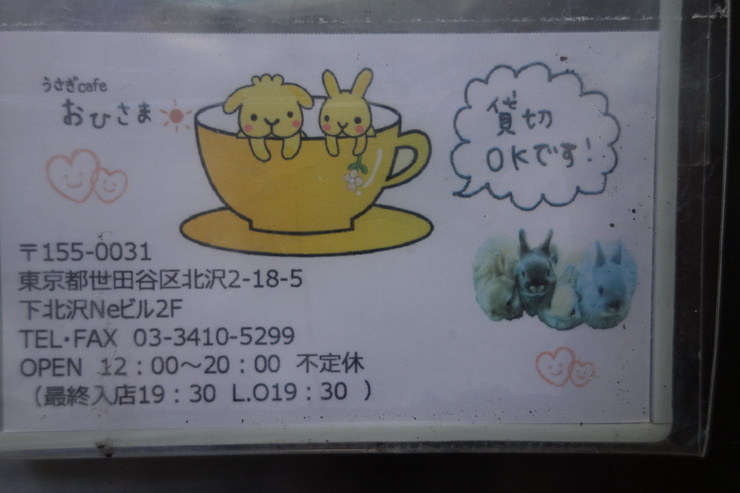 うさぎcafe
おひさま
貸切
OKです!
〒155-0031
東京都世田谷区北沢2-18-5
下北沢Neビル2F
TEL・FAX 03-3410-5299
OPEN 12：00～20：00 不定休
（最終入店19：30 L.O19：30 ）